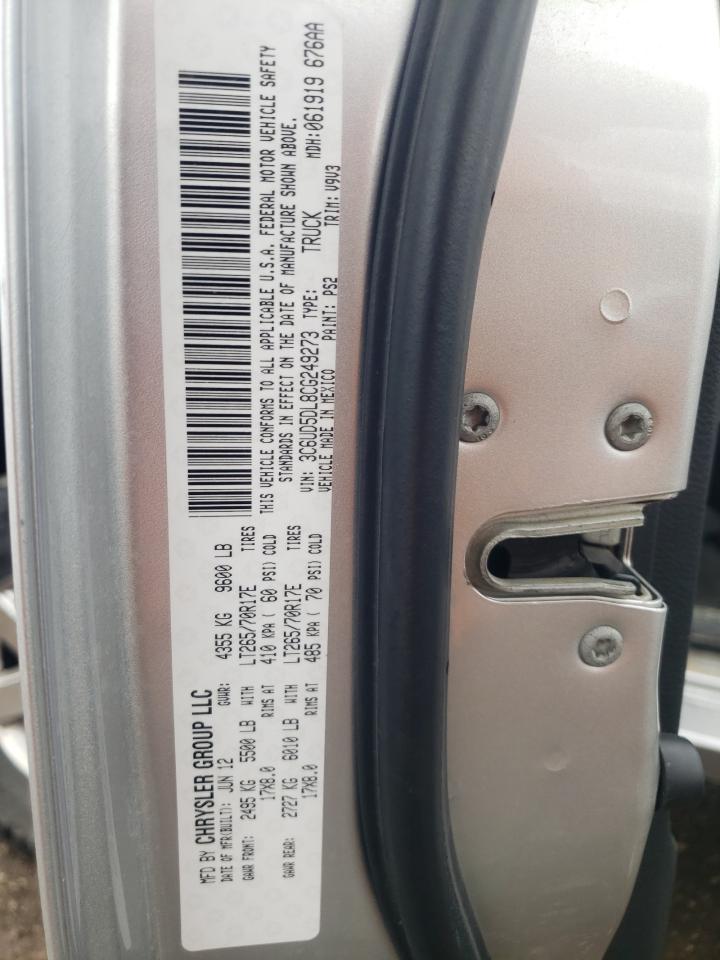 MFD BY CHRYSLER GROUP LLC
DATE OF MFR(BUILT): JUN 12 GVWR: 4355 KG 9600 LB
GAWR FRONT: 2495 KG 5500 LB WITH LT265/70R17E TIRES
17X8.0 RIMS AT 410 KPA ( 60 PSI) COLD
GAWR REAR: 2727 KG 6010 LB WITH LT265/70R17E TIRES
17X8.0 RIMS AT 485 KPA ( 70 PSI) COLD
THIS VEHICLE CONFORMS TO ALL APPLICABLE U.S.A. FEDERAL MOTOR VEHICLE SAFETY
STANDARDS IN EFFECT ON THE DATE OF MANUFACTURE SHOWN ABOVE.
VIN: 3C6UD5DL8CG249273 TYPE: TRUCK MDH:061919 676AA
VEHICLE MADE IN MEXICO PAINT: PS2 TRIM: V9V3